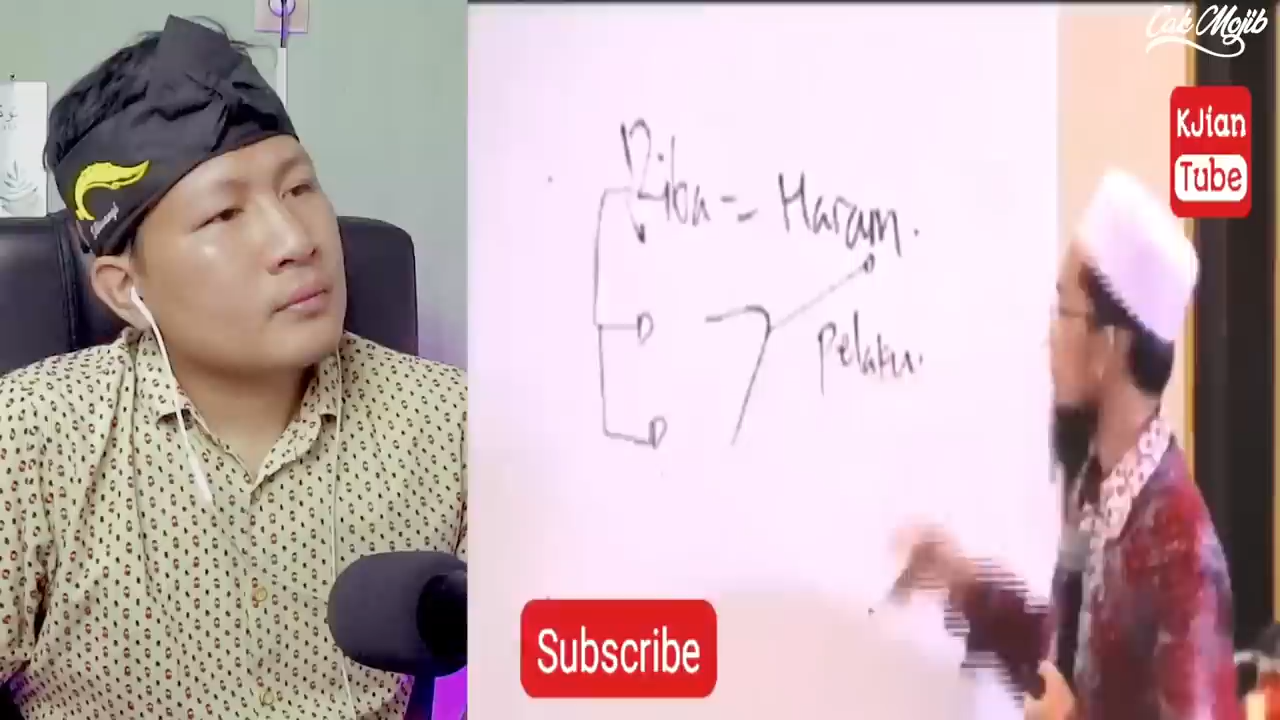 Cak Mojib
KJian
Tube
Riba = Haram.
pelaku.
Subscribe